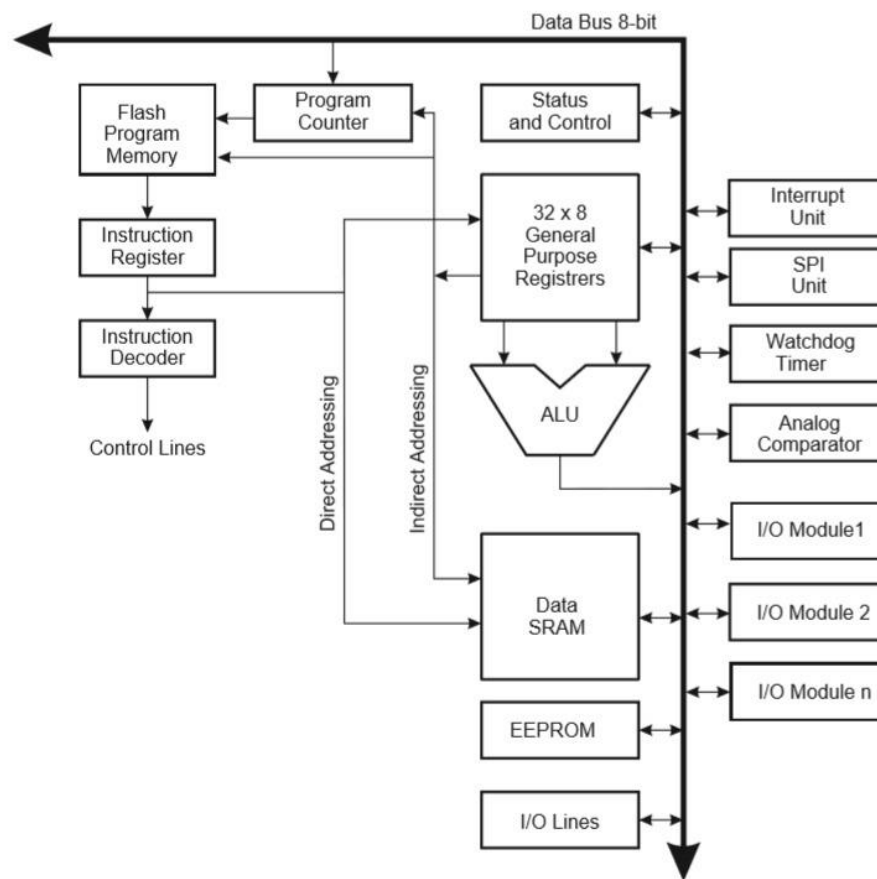 Data Bus 8-bit
Flash
Program
Memory
Program
Counter
Status
and Control
Instruction
Register
32 x 8
General
Purpose
Registrers
Interrupt
Unit
SPI
Unit
Instruction
Decoder
Watchdog
Timer
ALU
Analog
Comparator
Control Lines
Direct Addressing
Indirect Addressing
I/O Module1
Data
SRAM
I/O Module 2
I/O Module n
EEPROM
I/O Lines